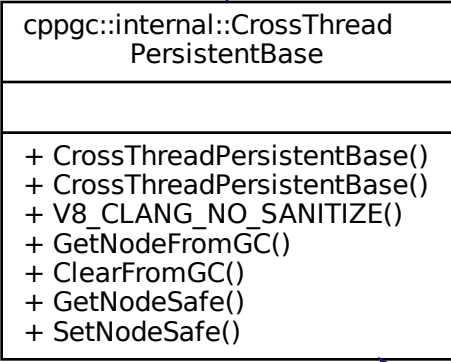 cppgc::internal::CrossThread
PersistentBase
+ CrossThreadPersistentBase()
+ CrossThreadPersistentBase()
+ V8_CLANG_NO_SANITIZE()
+ GetNodeFromGC()
+ ClearFromGC()
+ GetNodeSafe()
+ SetNodeSafe()